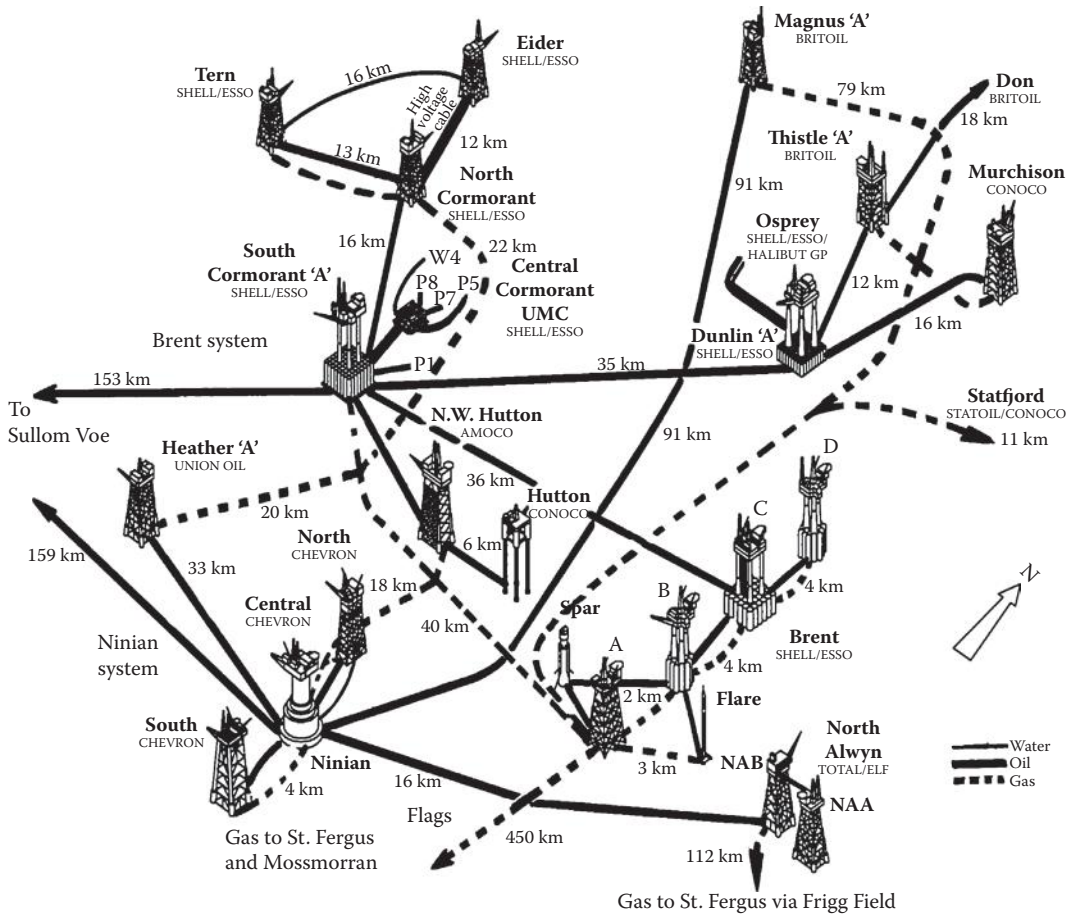 Magnus 'A'
BRITOIL
Eider
SHELL/ESSO
Tern
SHELL/ESSO
16 km
High
voltage
cable
79 km
Don
BRITOIL
18 km
Thistle 'A'
BRITOIL
13 km
12 km
Murchison
CONOCO
91 km
North
Cormorant
SHELL/ESSO
Osprey
SHELL/ESSO/
HALIBUT GP
16 km
22 km
South
Cormorant 'A'
SHELL/ESSO
W4
P8
P5
P7
Central
Cormorant
UMC
SHELL/ESSO
12 km
16 km
Brent system
Dunlin 'A'
SHELL/ESSO
P1
35 km
153 km
To
Sullom Voe
N.W. Hutton
AMOCO
Statfjord
STATOIL/CONOCO
11 km
Heather 'A'
UNION OIL
91 km
D
36 km
Hutton
CONOCO
C
20 km
North
CHEVRON
6 km
159 km
33 km
18 km
4 km
Central
CHEVRON
40 km
Spar
B
N
Ninian
system
A
Brent
SHELL/ESSO
4 km
2 km
Flare
South
CHEVRON
Ninian
North
Alwyn
TOTAL/ELF
NAB
3 km
4 km
16 km
NAA
Water
Oil
Gas
Flags
450 km
Gas to St. Fergus
and Mossmorran
112 km
Gas to St. Fergus via Frigg Field